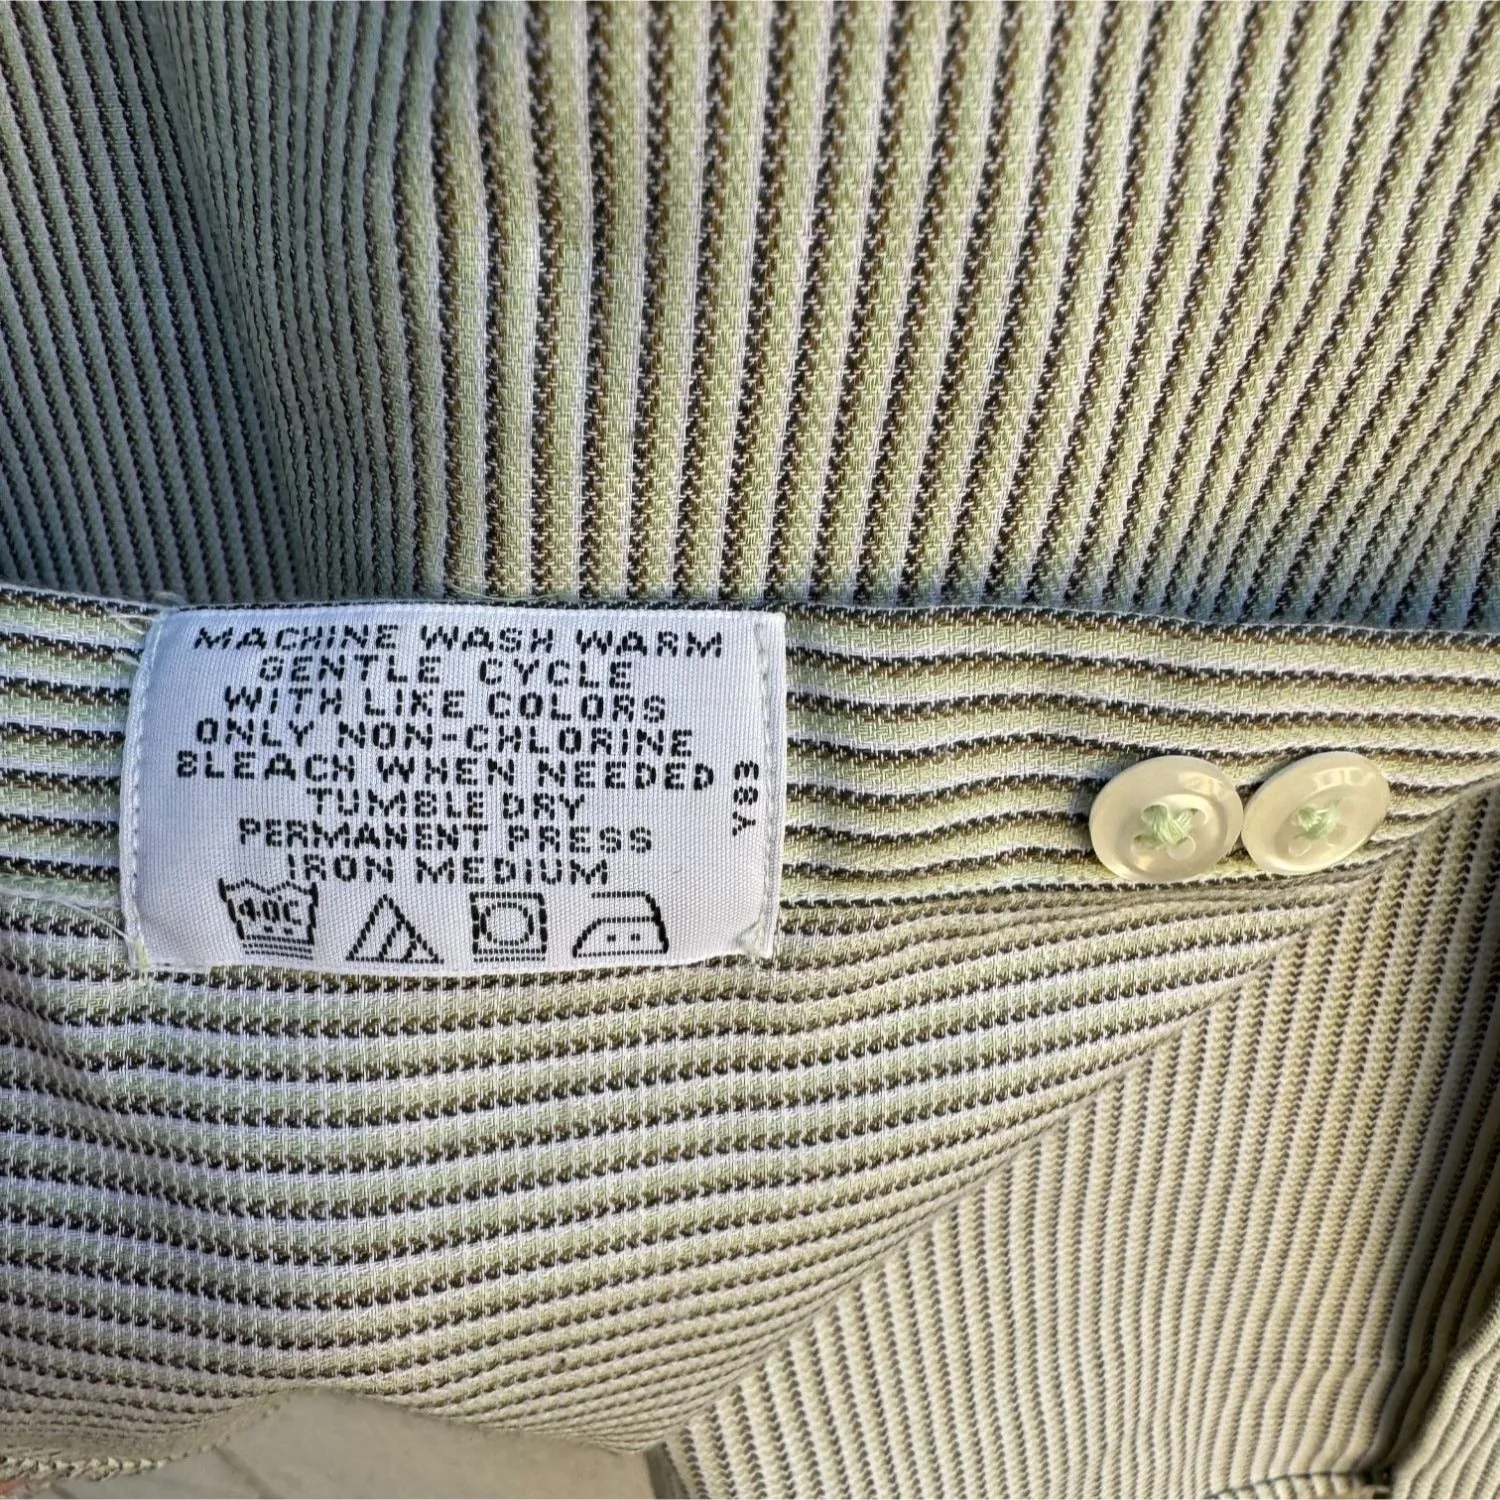 MACHINE WASH WARM
GENTLE CYCLE
WITH LIKE COLORS
ONLY NON-CHLORINE
BLEACH WHEN NEEDED
TUMBLE DRY
PERMANENT PRESS
IRON MEDIUM
40C
Y83